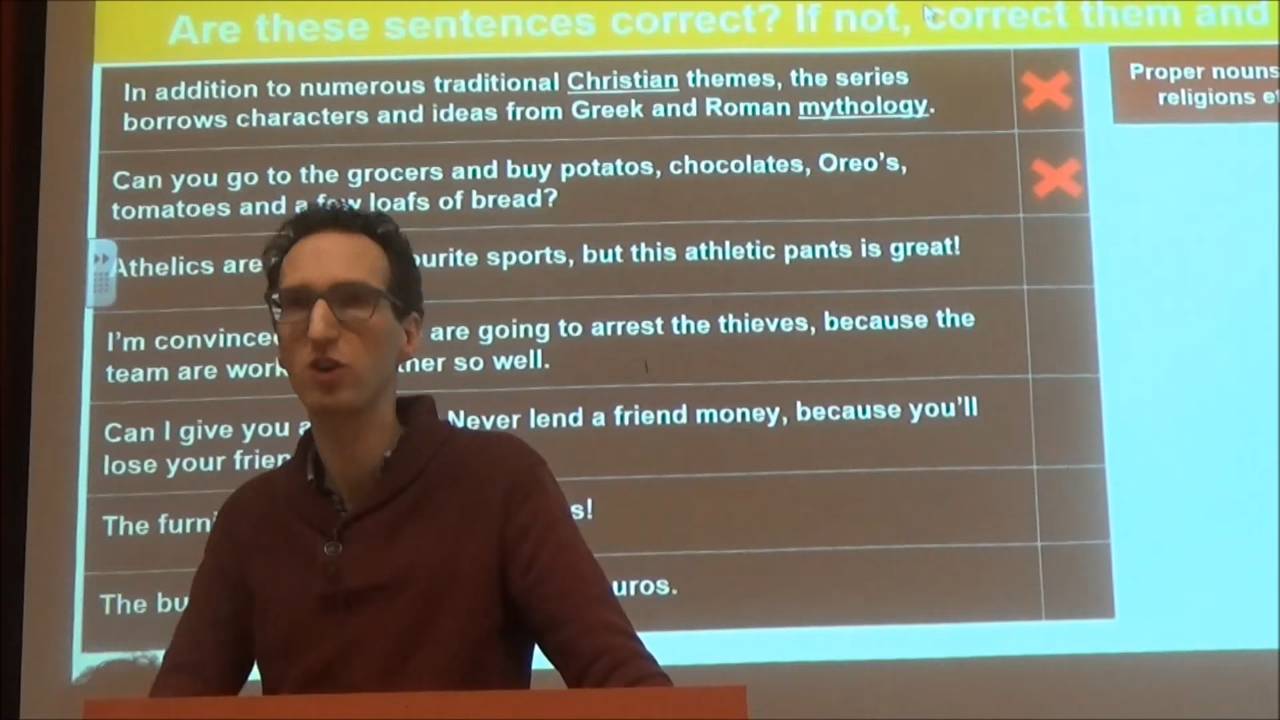 Are these sentences correct? If not, correct them and
In addition to numerous traditional Christian themes, the series
borrows characters and ideas from Greek and Roman mythology.
Proper nouns
religions
Can you go to the grocers and buy potatos, chocolates, Oreo's,
tomatoes and a few loafs of bread?
Athelics are ourite sports, but this athletic pants is great!
I'm convinced are going to arrest the thieves, because the
team are work ther so well.
Can I give you a Never lend a friend money, because you'll
lose your frien
The furni s!
The bu uros.